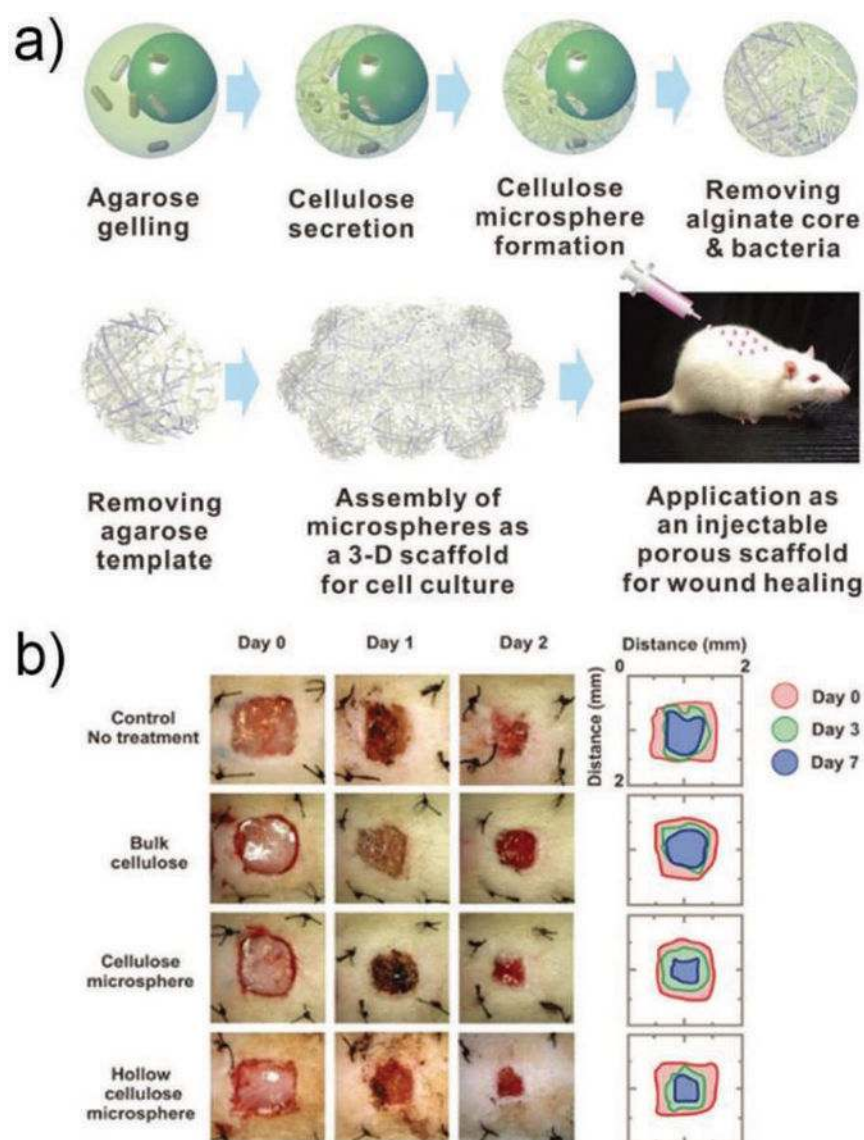 a)
Agarose
gelling
Cellulose
secretion
Cellulose
microsphere
formation
Removing
alginate core
& bacteria
Removing
agarose
template
Assembly of
microspheres as
a 3-D scaffold
for cell culture
Application as
an injectable
porous scaffold
for wound healing
b)
Day 0
Day 1
Day 2
Distance (mm)
0
2
Distance (mm)
2
Control
No treatment
Bulk
cellulose
Cellulose
microsphere
Hollow
cellulose
microsphere
Day 0
Day 3
Day 7